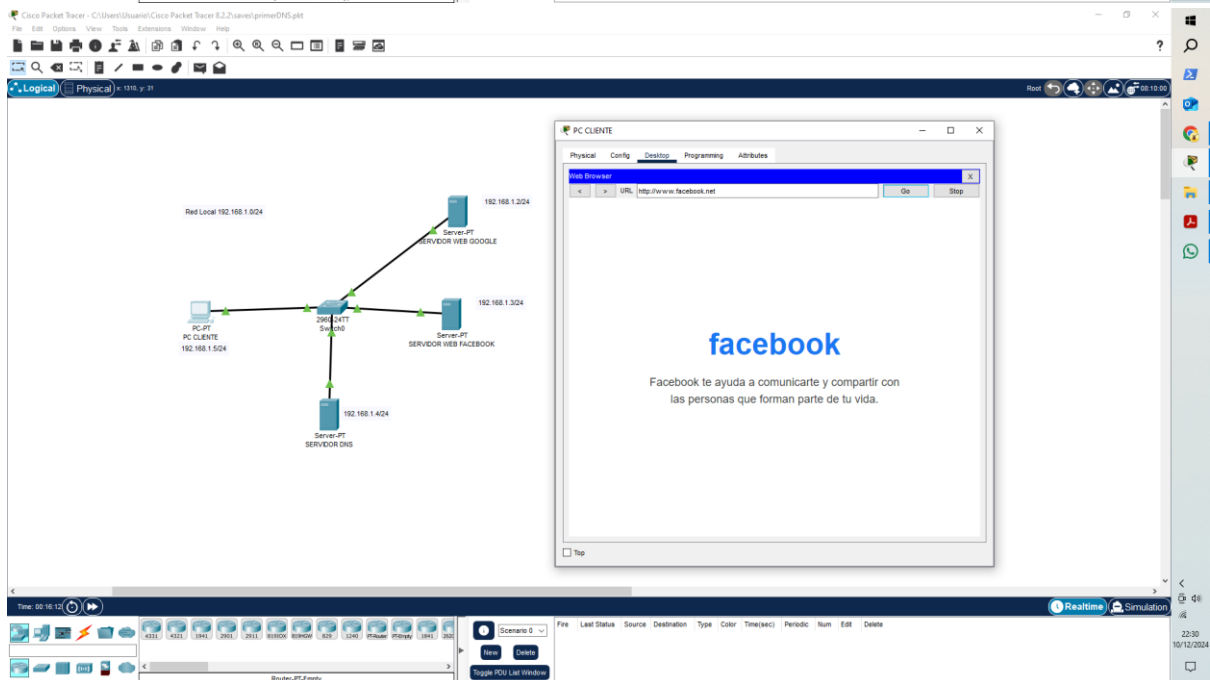 Cisco Packet Tracer - C:\Users\Usuario\Cisco Packet Tracer 8.2.2\saves\primerDNS.pkt
File Edit Options View Tools Extensions Window Help
?
Logical Physical x: 1310, y: 31
Root 08:10:00
PC CLIENTE
Physical Config Desktop Programming Attributes
Web Browser X
< > URL http://www.facebook.net Go Stop
facebook
Facebook te ayuda a comunicarte y compartir con
las personas que forman parte de tu vida.
Top
Red Local 192.168.1.0/24
192.168.1.2/24
Server-PT
SERVIDOR WEB GOOGLE
192.168.1.3/24
Server-PT
SERVIDOR WEB FACEBOOK
2960-24TT
Switch0
PC-PT
PC CLIENTE
192.168.1.5/24
192.168.1.4/24
Server-PT
SERVIDOR DNS
Time: 00:16:12
Realtime Simulation
4331 4321 1941 2901 2911 819IOX 819HGW 829 1240 PT-Router PT-Empty 1841
Router-PT-Empty
Scenario 0
New Delete
Toggle PDU List Window
Fire Last Status Source Destination Type Color Time(sec) Periodic Num Edit Delete
22:30
10/12/2024